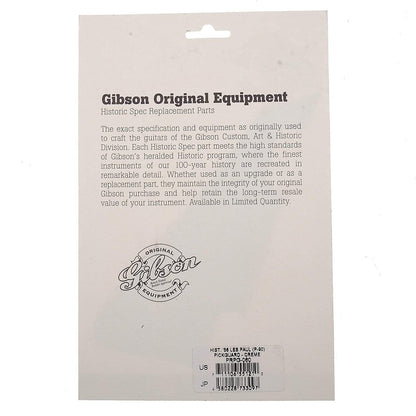 Gibson Original Equipment
Historic Spec Replacement Parts
The exact specification and equipment as originally used
to craft the guitars of the Gibson Custom, Art & Historic
Division. Each Historic Spec part meets the high standards
of Gibson's heralded Historic program, where the finest
instruments of our 100-year history are recreated in
remarkable detail. Whether used as an upgrade or as a
replacement part, they maintain the integrity of your original
Gibson purchase and help retain the long-term resale
value of your instrument. Available in Limited Quantity.
ORIGINAL
Gibson
EQUIPMENT
HIST. '56 LES PAUL (P-90)
PICKGUARD - CREME
PRPG-060
US
JP
4 580228 733097